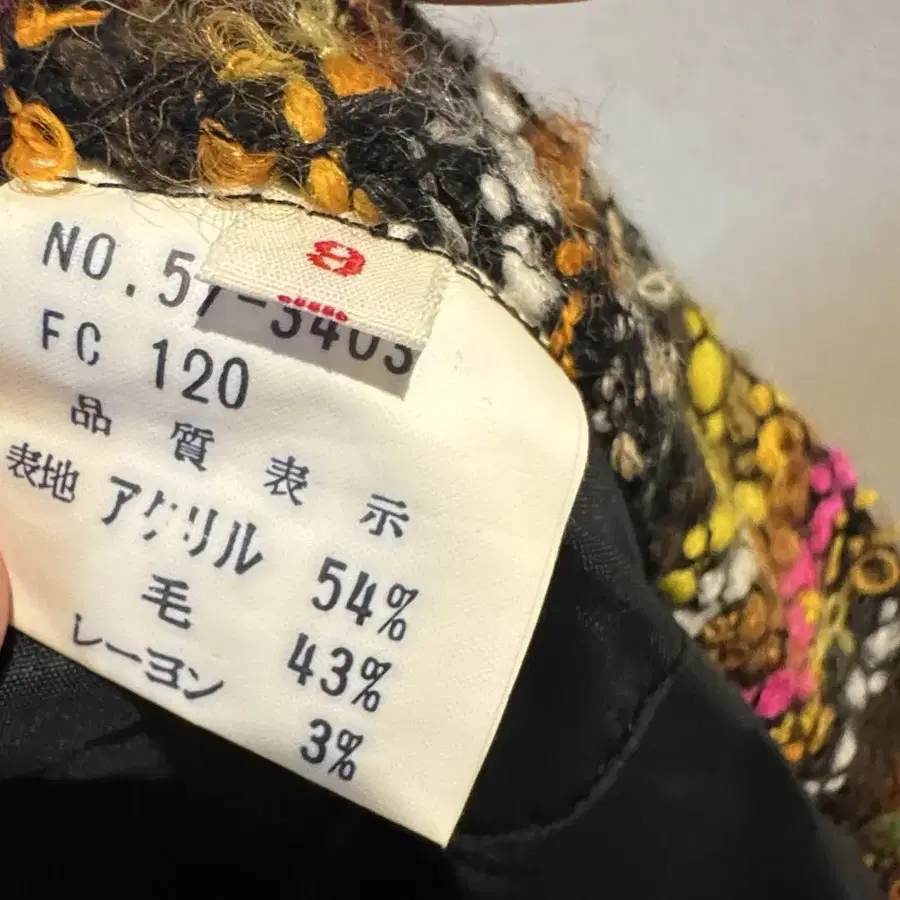 9
NO.57-3403
FC 120
品質表示
表地 アクリル 54%
毛 43%
レーヨン 3%